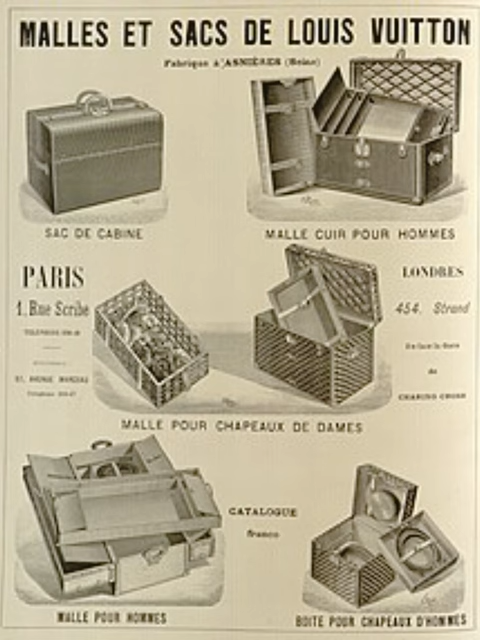 MALLES ET SACS DE LOUIS VUITTON
Fabrique à ASNIÈRES (Seine)
SAC DE CABINE
MALLE CUIR POUR HOMMES
PARIS
1, Rue Scribe
LONDRES
454, Strand
CHARING CROSS
MALLE POUR CHAPEAUX DE DAMES
CATALOGUE
franco
MALLE POUR HOMMES
BOITE POUR CHAPEAUX D'HOMMES